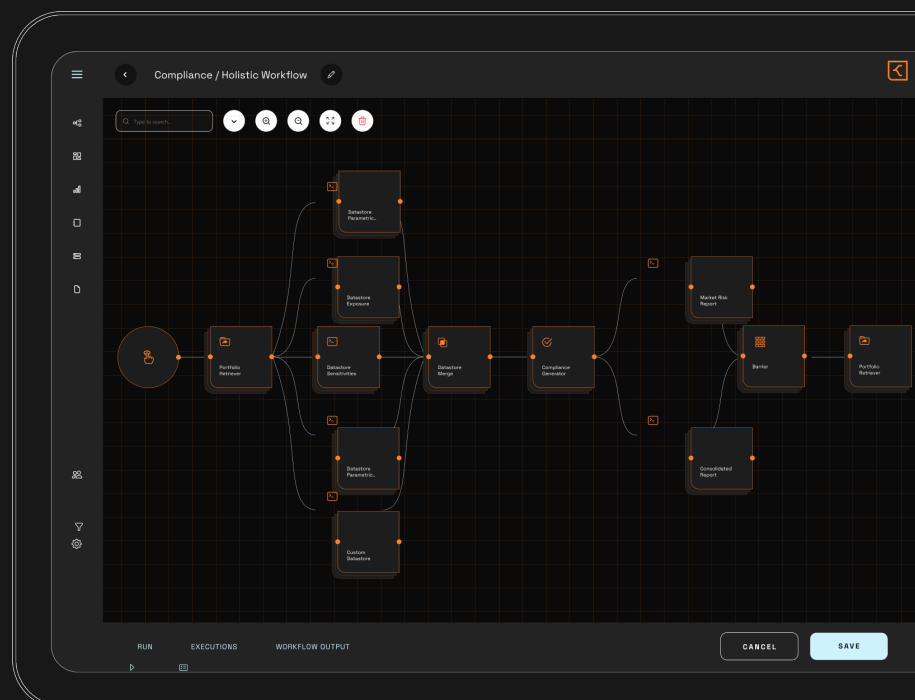 Compliance / Holistic Workflow
Type to search..
Datastore
Parametric..
Datastore
Exposure
Market Risk
Report
Portfolio
Retriever
Datastore
Sensitivities
Datastore
Merge
Compliance
Generator
Banker
Portfolio
Retriever
Datastore
Parametric..
Consolidated
Report
Custom
Datastore
RUN
EXECUTIONS
WORKFLOW OUTPUT
CANCEL
SAVE